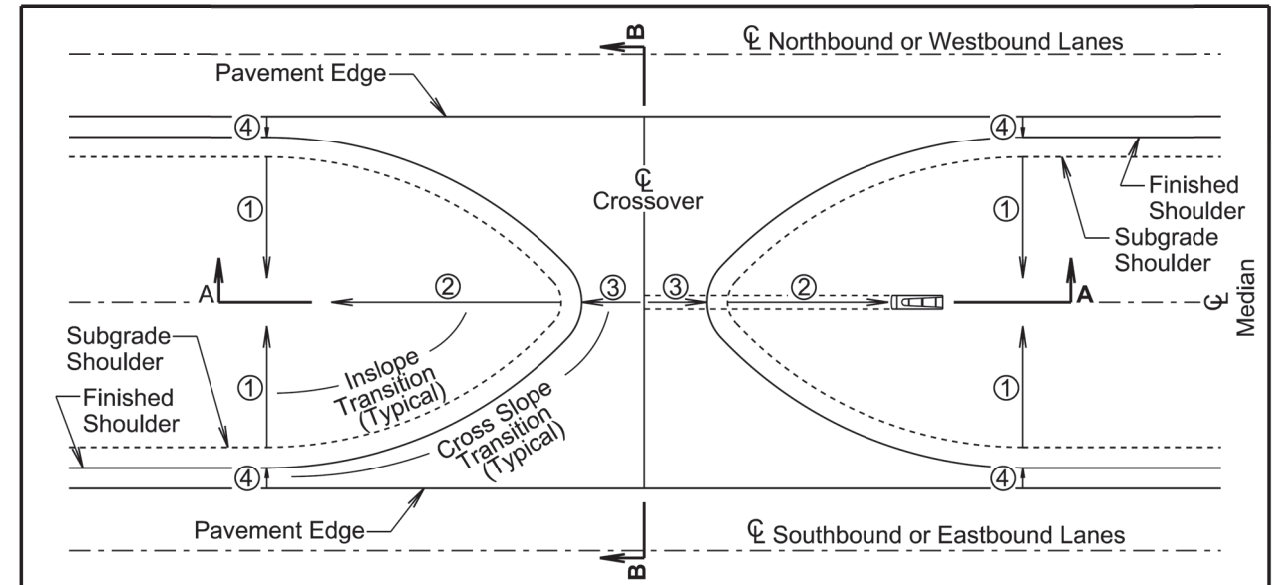 B
℄ Northbound or Westbound Lanes
Pavement Edge
④
④
℄
Crossover
Finished
Shoulder
Subgrade
Shoulder
①
①
A
②
③
③
②
A
℄
Median
Subgrade
Shoulder
Finished
Shoulder
①
①
Inslope
Transition
(Typical)
Cross Slope
Transition
(Typical)
④
④
Pavement Edge
℄ Southbound or Eastbound Lanes
B